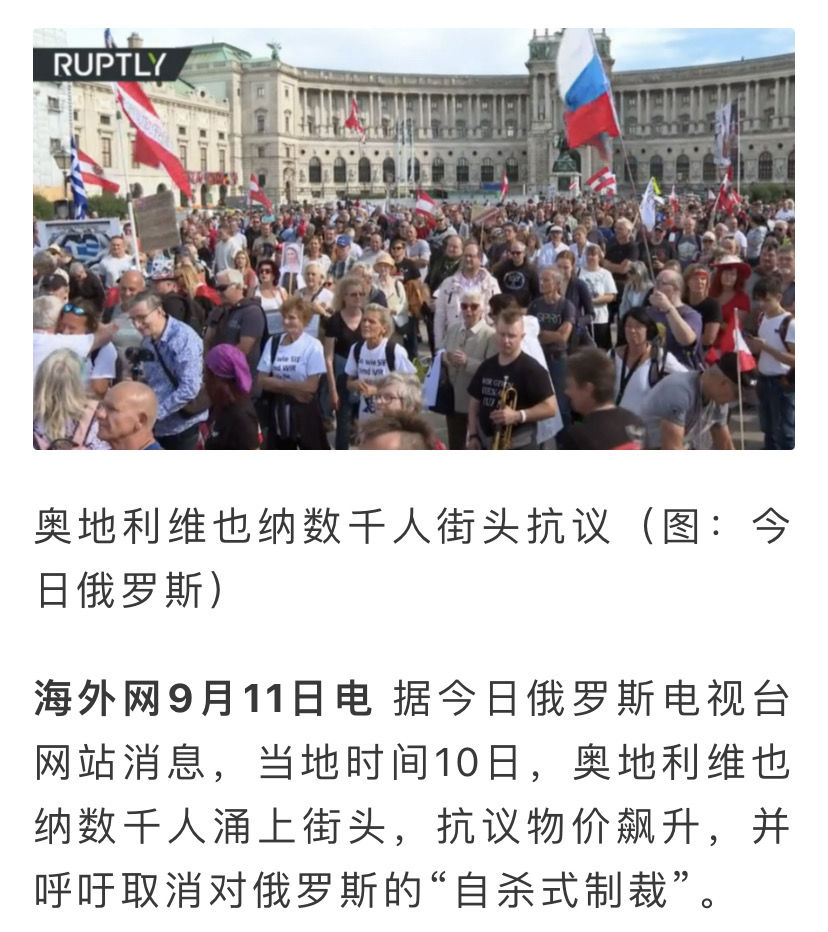 RUPTLY
奥地利维也纳数千人街头抗议（图：今
日俄罗斯）
海外网9月11日电 据今日俄罗斯电视台
网站消息，当地时间10日，奥地利维也
纳数千人涌上街头，抗议物价飙升，并
呼吁取消对俄罗斯的“自杀式制裁”。